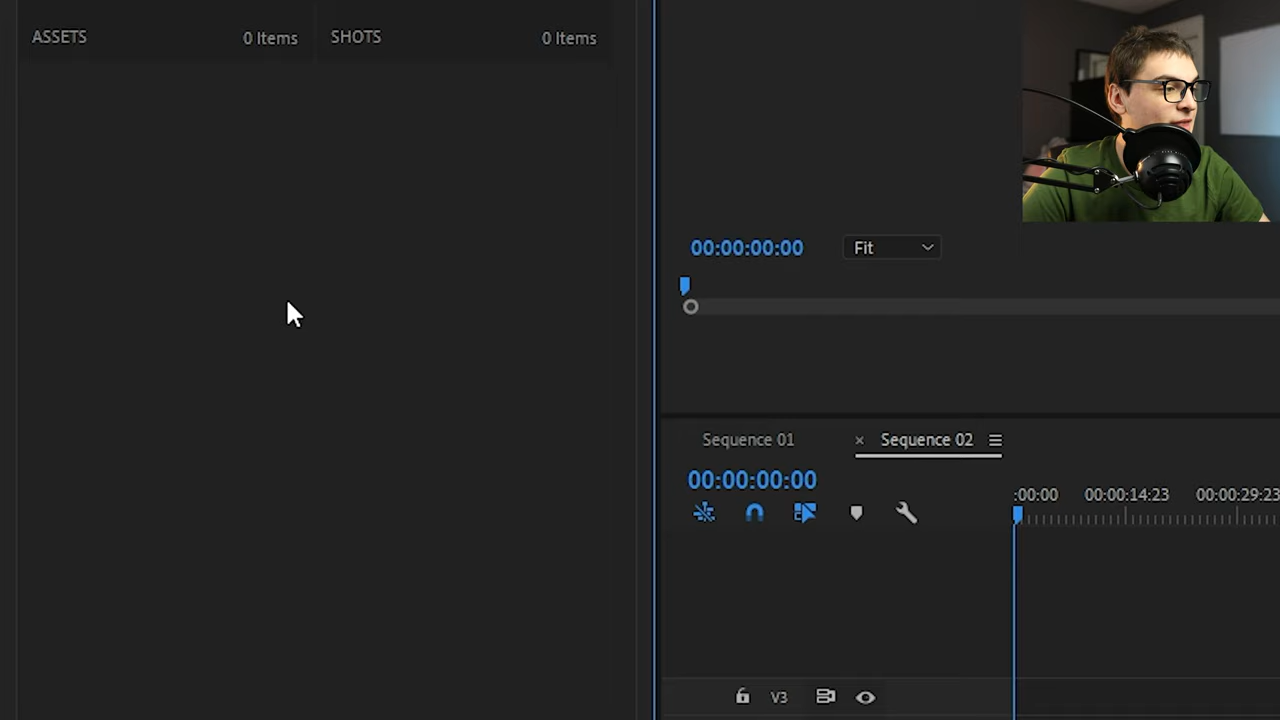 ASSETS
0 Items
SHOTS
0 Items
00:00:00:00
Fit
Sequence 01
× Sequence 02
00:00:00:00
:00:00
00:00:14:23
00:00:29:23
V3